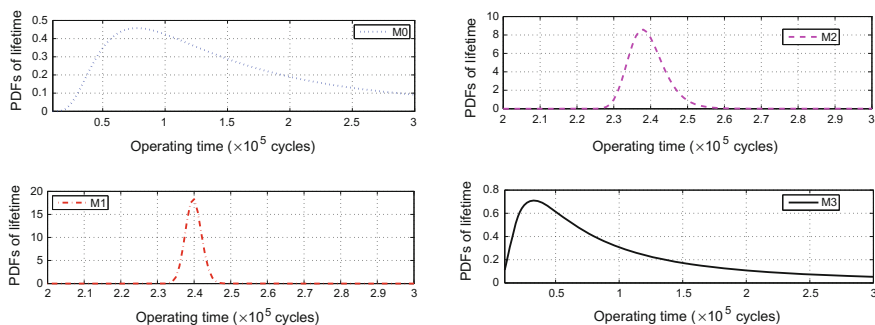 PDFs of lifetime
0.5
0.4
0.3
0.2
0.1
0
M0
0.5 1 1.5 2 2.5 3
Operating time (×10⁵ cycles)
PDFs of lifetime
10
8
6
4
2
0
M2
2 2.1 2.2 2.3 2.4 2.5 2.6 2.7 2.8 2.9 3
Operating time (×10⁵ cycles)
PDFs of lifetime
20
15
10
5
0
M1
2 2.1 2.2 2.3 2.4 2.5 2.6 2.7 2.8 2.9 3
Operating time (×10⁵ cycles)
PDFs of lifetime
0.8
0.6
0.4
0.2
0
M3
0.5 1 1.5 2 2.5 3
Operating time (×10⁵ cycles)